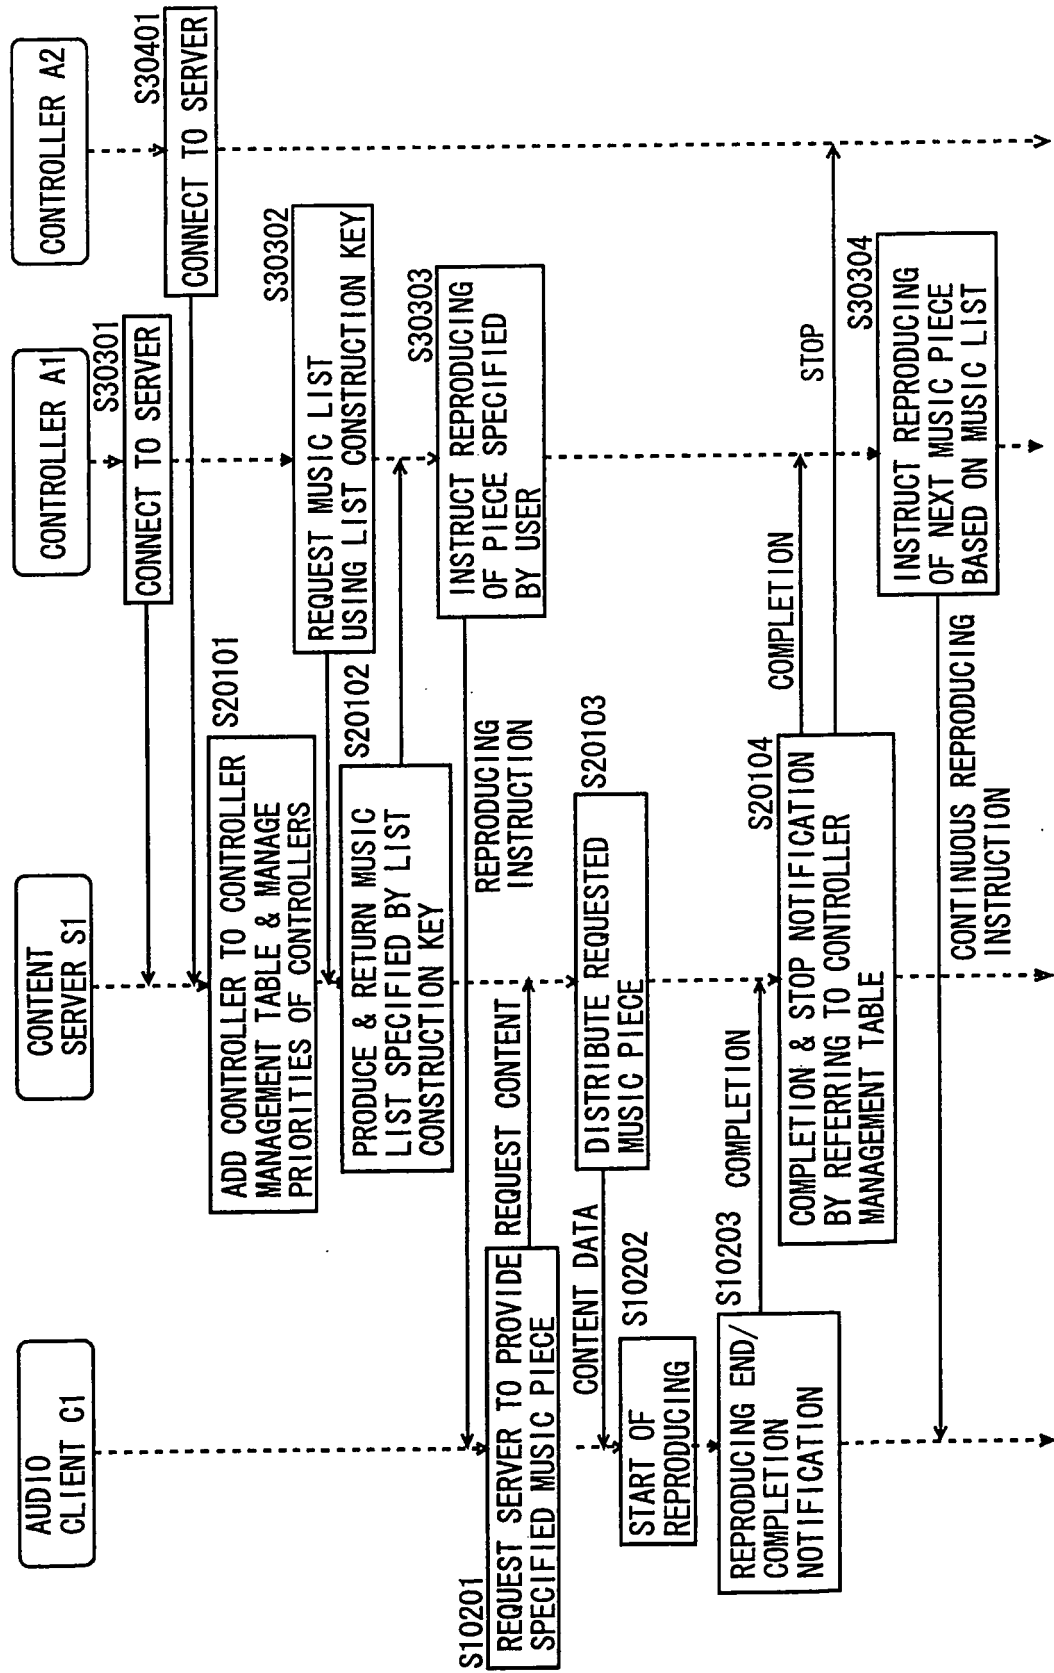 AUDIO
CLIENT C1
CONTENT
SERVER S1
CONTROLLER A1
CONTROLLER A2
S30301
CONNECT TO SERVER
S30401
CONNECT TO SERVER
S20101
ADD CONTROLLER TO CONTROLLER
MANAGEMENT TABLE & MANAGE
PRIORITIES OF CONTROLLERS
S30302
REQUEST MUSIC LIST
USING LIST CONSTRUCTION KEY
S20102
PRODUCE & RETURN MUSIC
LIST SPECIFIED BY LIST
CONSTRUCTION KEY
S30303
INSTRUCT REPRODUCING
OF PIECE SPECIFIED
BY USER
REPRODUCING
INSTRUCTION
S10201
REQUEST SERVER TO PROVIDE
SPECIFIED MUSIC PIECE
REQUEST CONTENT
S20103
DISTRIBUTE REQUESTED
MUSIC PIECE
CONTENT DATA
S10202
START OF
REPRODUCING
S10203
REPRODUCING END/
COMPLETION
NOTIFICATION
COMPLETION
S20104
COMPLETION & STOP NOTIFICATION
BY REFERRING TO CONTROLLER
MANAGEMENT TABLE
COMPLETION
STOP
S30304
INSTRUCT REPRODUCING
OF NEXT MUSIC PIECE
BASED ON MUSIC LIST
CONTINUOUS REPRODUCING
INSTRUCTION